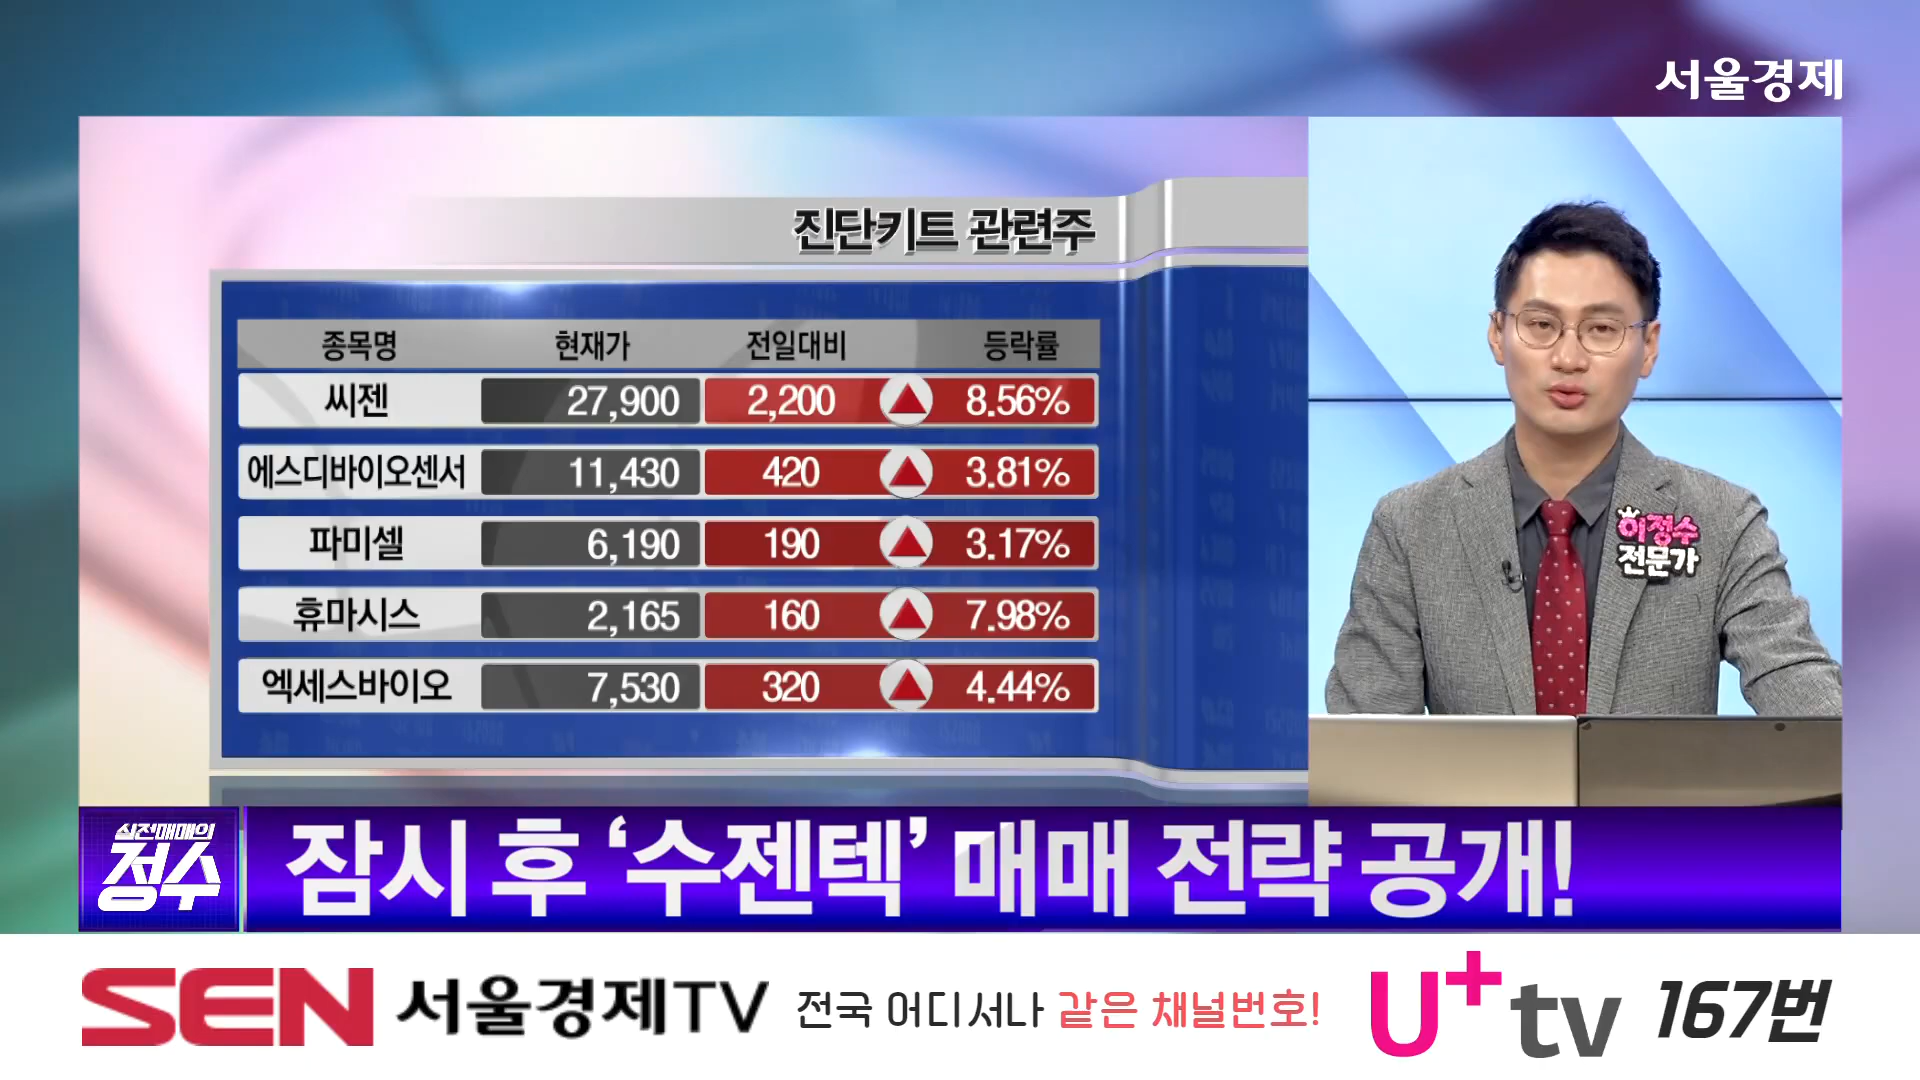 서울경제
진단키트 관련주
종목명 현재가 전일대비 등락률
씨젠 27,900 2,200 ▲ 8.56%
에스디바이오센서 11,430 420 ▲ 3.81%
파미셀 6,190 190 ▲ 3.17%
휴마시스 2,165 160 ▲ 7.98%
엑세스바이오 7,530 320 ▲ 4.44%
이정수
전문가
실전매매의
정수
잠시 후 ‘수젠텍’ 매매 전략 공개!
SEN 서울경제TV 전국 어디서나 같은 채널번호! U+tv 167번